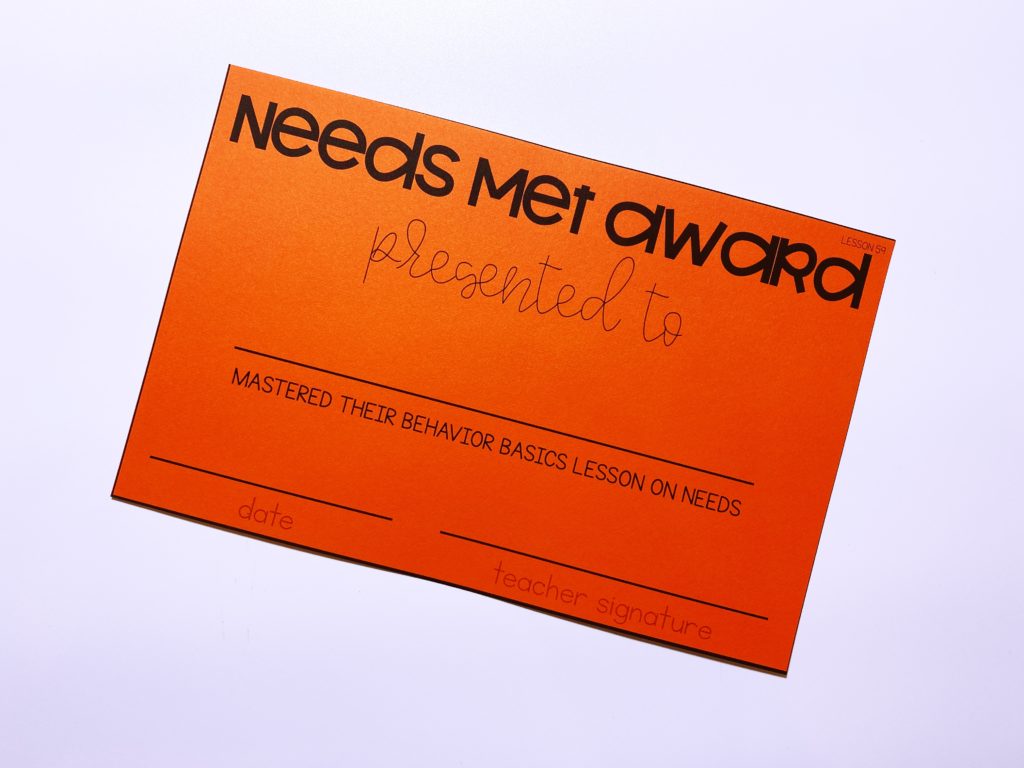 Needs Met award
LESSON 59
presented to
MASTERED THEIR BEHAVIOR BASICS LESSON ON NEEDS
date
teacher signature